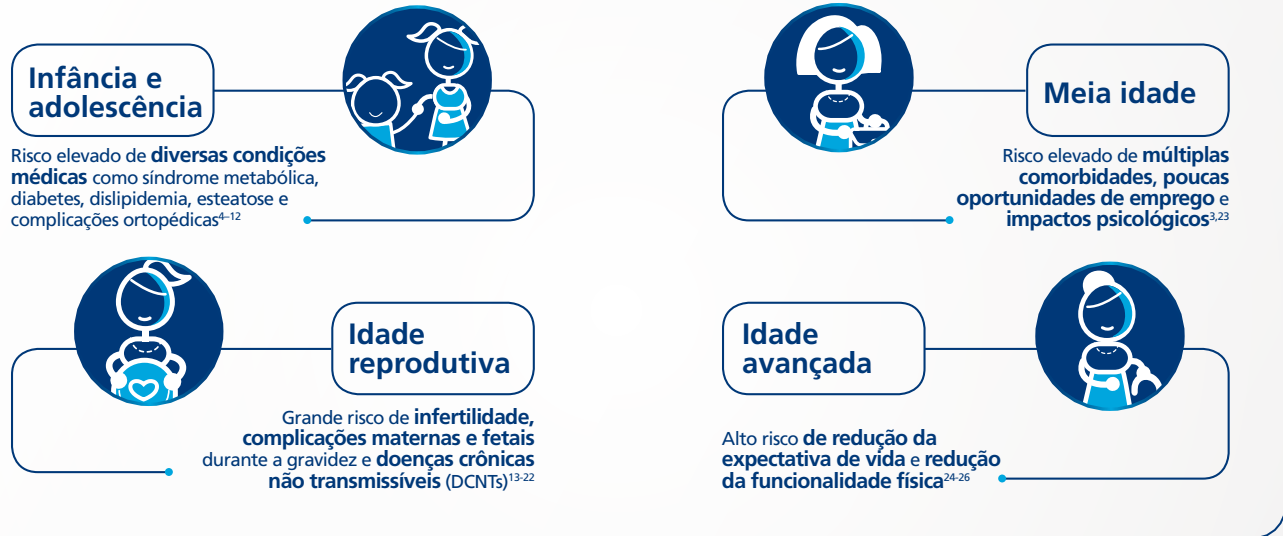 Infância e
adolescência
Risco elevado de diversas condições
médicas como síndrome metabólica,
diabetes, dislipidemia, esteatose e
complicações ortopédicas4–12
Idade
reprodutiva
Grande risco de infertilidade,
complicações maternas e fetais
durante a gravidez e doenças crônicas
não transmissíveis (DCNTs)13-22
Meia idade
Risco elevado de múltiplas
comorbidades, poucas
oportunidades de emprego e
impactos psicológicos3,23
Idade
avançada
Alto risco de redução da
expectativa de vida e redução
da funcionalidade física24-26